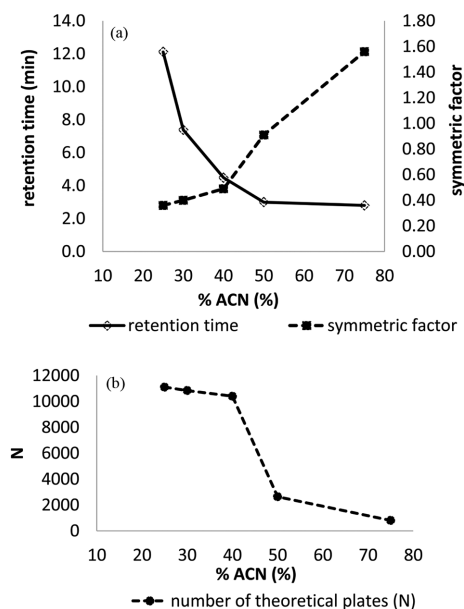 (a)
retention time (min)
14.0
12.0
10.0
8.0
6.0
4.0
2.0
0.0
1.80
1.60
1.40
1.20
1.00
0.80
0.60
0.40
0.20
0.00
symmetric factor
10 20 30 40 50 60 70 80
% ACN (%)
retention time symmetric factor
(b)
N
12000
10000
8000
6000
4000
2000
0
10 20 30 40 50 60 70 80
% ACN (%)
number of theoretical plates (N)